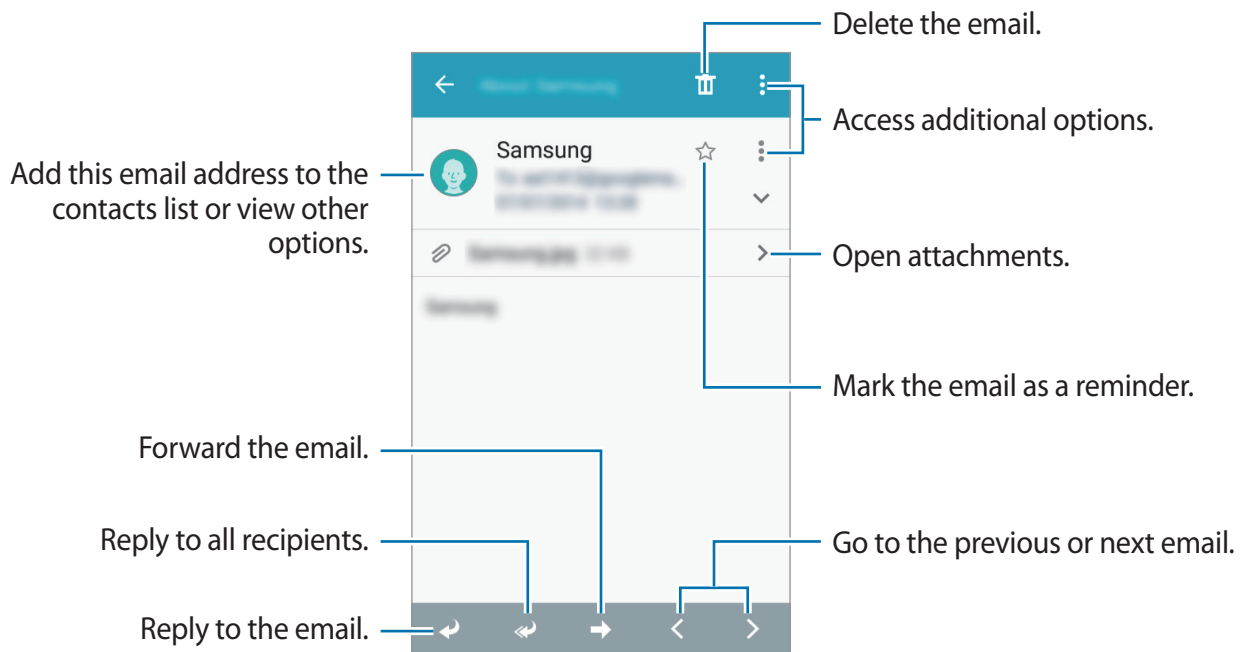 Delete the email.
Access additional options.
Samsung
Add this email address to the
contacts list or view other
options.
Open attachments.
Mark the email as a reminder.
Forward the email.
Reply to all recipients.
Go to the previous or next email.
Reply to the email.